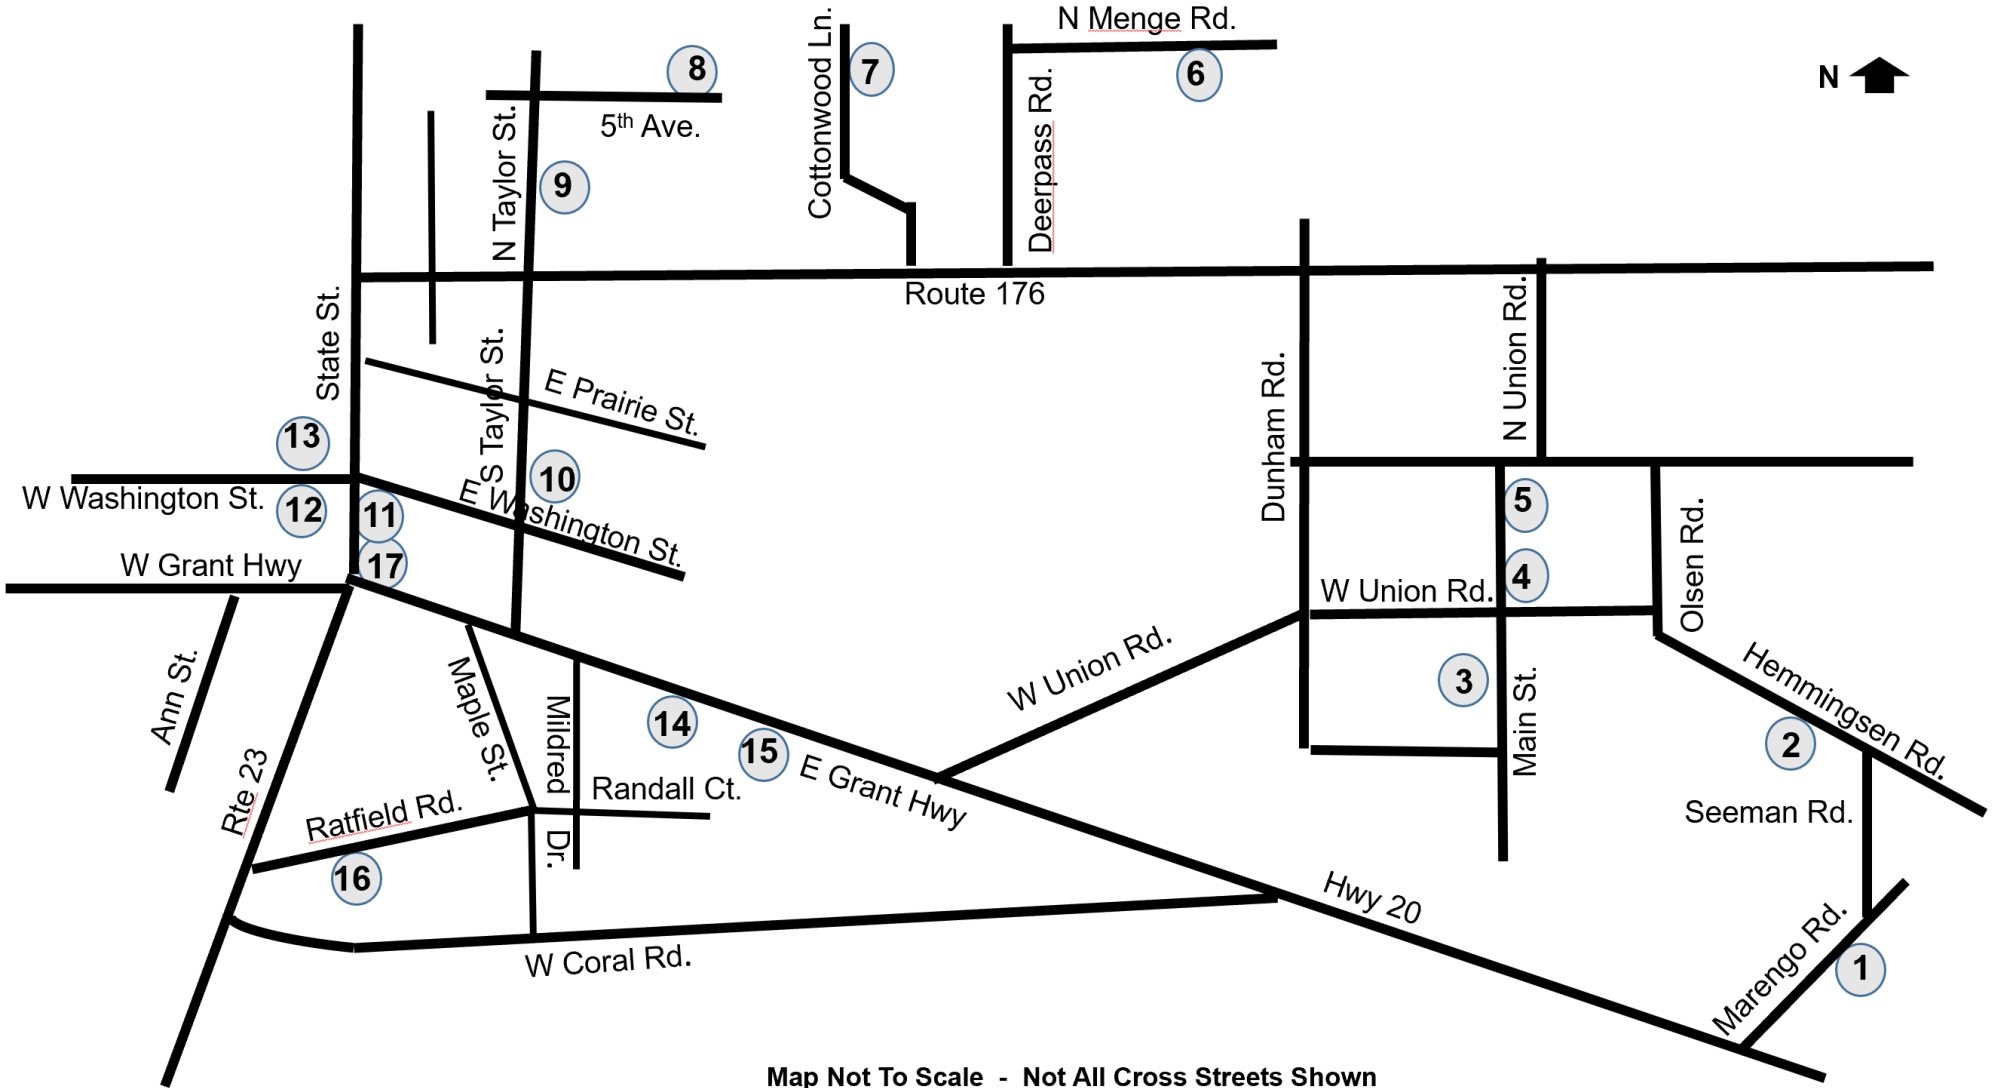 N Menge Rd.
8
7
6
N
Cottonwood Ln.
Deerpass Rd.
5th Ave.
N Taylor St.
9
Route 176
State St.
S Taylor St.
E Prairie St.
N Union Rd.
Dunham Rd.
13
10
W Washington St.
12
11
E Washington St.
5
Olsen Rd.
W Grant Hwy
17
4
W Union Rd.
W Union Rd.
Ann St.
Maple St.
Mildred Dr.
14
15
3
Main St.
Hemmingsen Rd.
2
Rte 23
Ratfield Rd.
Randall Ct.
E Grant Hwy
Seeman Rd.
16
Hwy 20
W Coral Rd.
Marengo Rd.
1
Map Not To Scale - Not All Cross Streets Shown